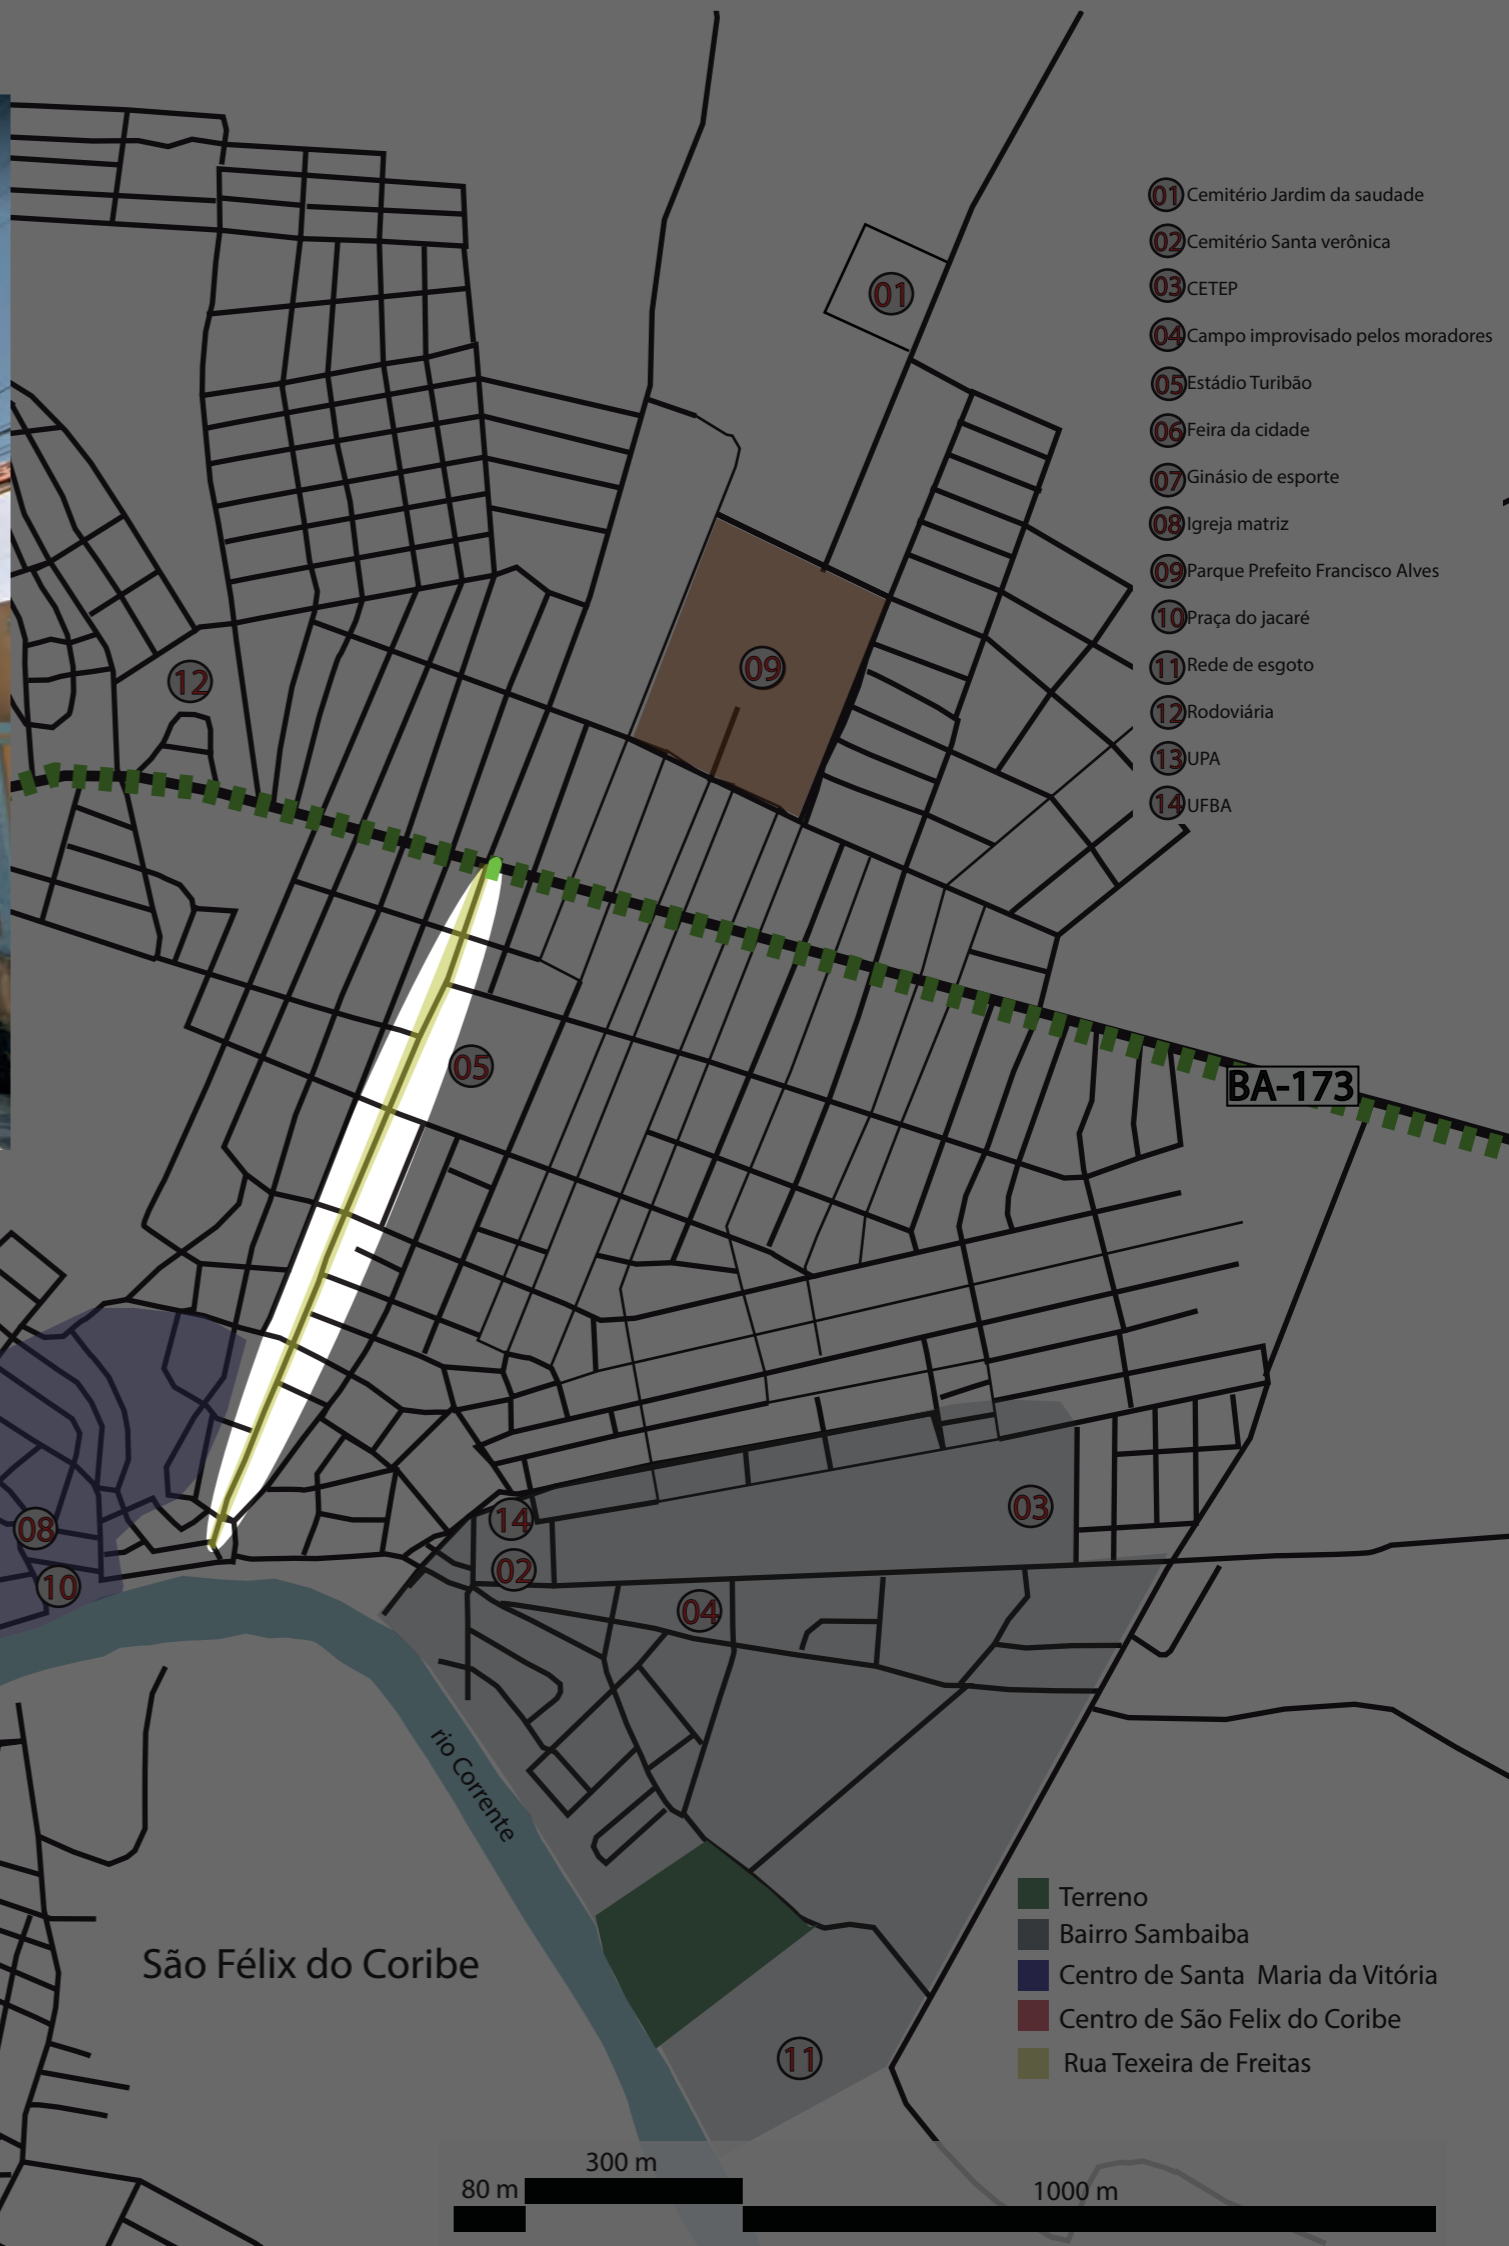 01 Cemitério Jardim da saudade
02 Cemitério Santa verônica
03 CETEP
04 Campo improvisado pelos moradores
05 Estádio Turibão
06 Feira da cidade
07 Ginásio de esporte
08 Igreja matriz
09 Parque Prefeito Francisco Alves
10 Praça do jacaré
11 Rede de esgoto
12 Rodoviária
13 UPA
14 UFBA
01
09
12
05
BA-173
03
14
08
02
10
04
rio Corrente
São Félix do Coribe
11
Terreno
Bairro Sambaiba
Centro de Santa Maria da Vitória
Centro de São Felix do Coribe
Rua Texeira de Freitas
300 m
80 m
1000 m